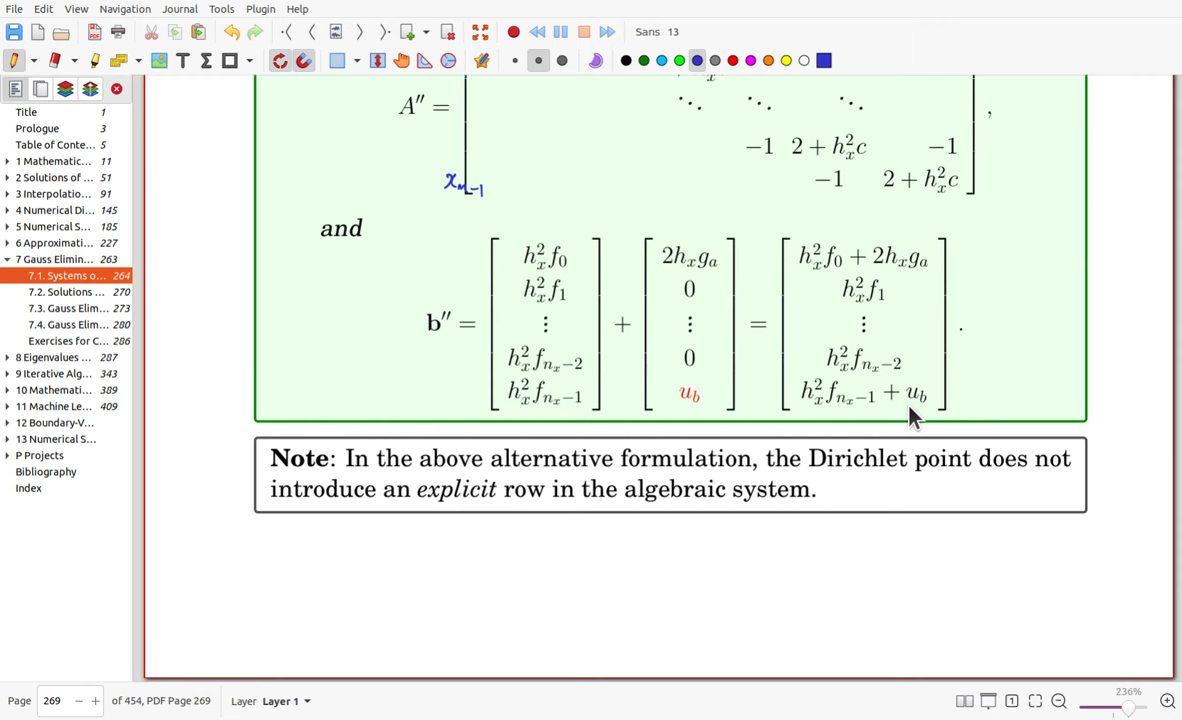 File Edit View Navigation Journal Tools Plugin Help
Sans 13
Title 1
Prologue 3
Table of Conte... 5
1 Mathematic... 11
2 Solutions of ... 51
3 Interpolatio... 91
4 Numerical Di... 145
5 Numerical S... 185
6 Approximati... 227
7 Gauss Elimin... 263
7.1. Systems o... 264
7.2. Solutions ... 270
7.3. Gauss Elim... 273
7.4. Gauss Elim... 280
Exercises for C... 286
8 Eigenvalues ... 287
9 Iterative Alg... 343
10 Mathemati... 389
11 Machine Le... 409
12 Boundary-V...
13 Numerical S...
P Projects
Bibliography
Index
A″ = ⋱ ⋱ ⋱ ,
−1 2 + h_x^2 c −1
−1 2 + h_x^2 c
x_{n-1}
and
b″ = [h_x^2 f_0, h_x^2 f_1, ⋮, h_x^2 f_{n_x−2}, h_x^2 f_{n_x−1}] + [2h_x g_a, 0, ⋮, 0, u_b] = [h_x^2 f_0 + 2h_x g_a, h_x^2 f_1, ⋮, h_x^2 f_{n_x−2}, h_x^2 f_{n_x−1} + u_b].
Note: In the above alternative formulation, the Dirichlet point does not
introduce an explicit row in the algebraic system.
Page 269 − + of 454, PDF Page 269 Layer Layer 1
236%